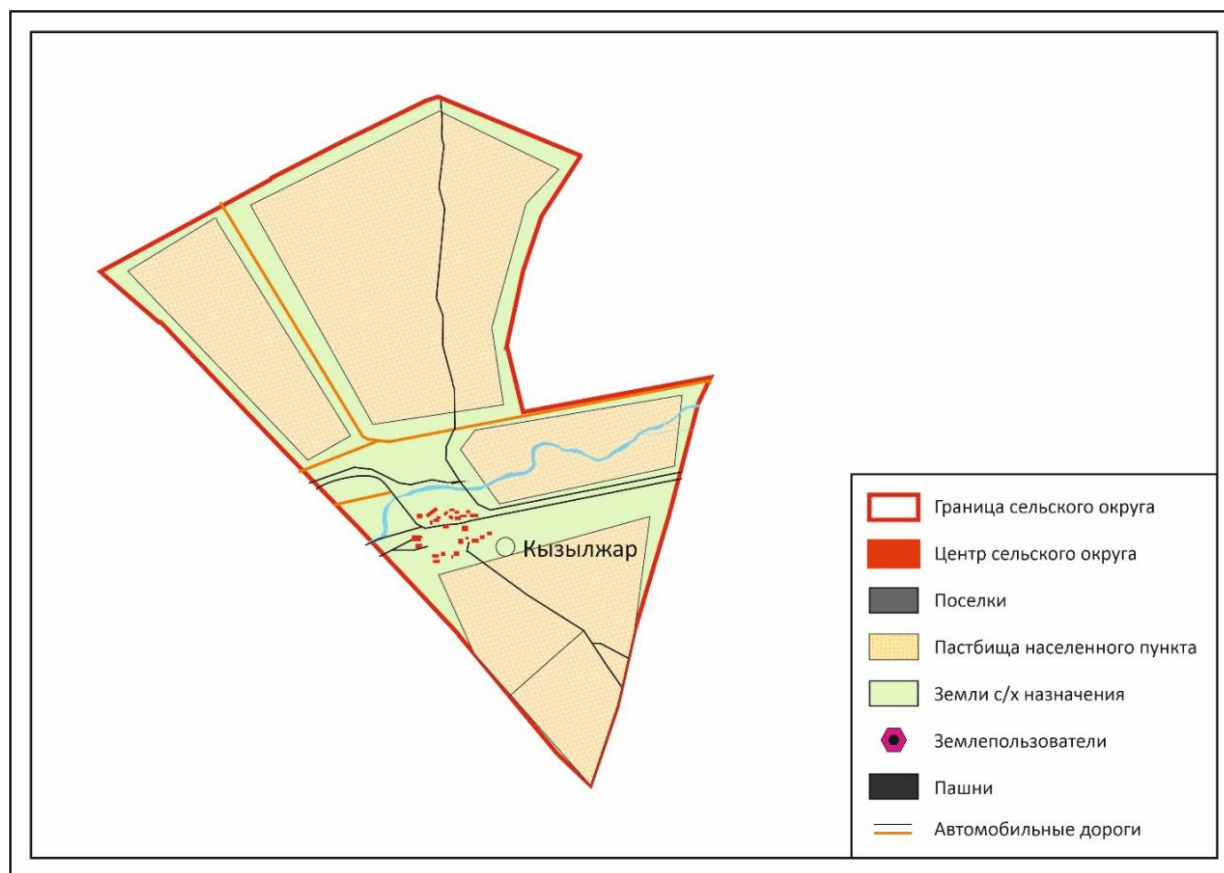 Кызылжар
Граница сельского округа
Центр сельского округа
Поселки
Пастбища населенного пункта
Земли с/х назначения
Землепользователи
Пашни
Автомобильные дороги